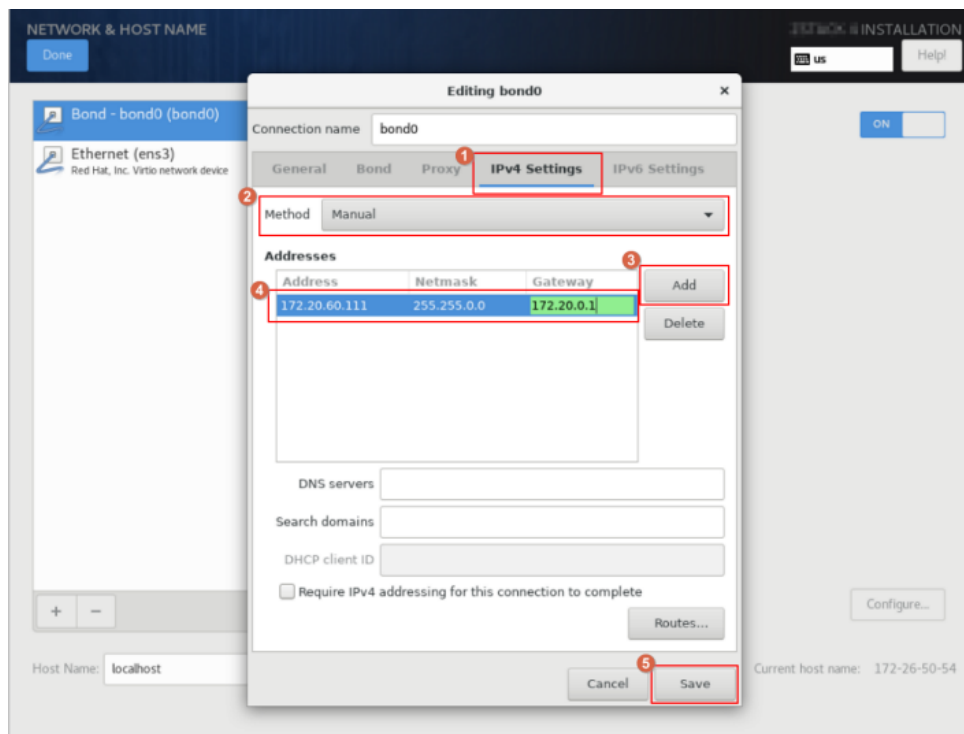 NETWORK & HOST NAME
INSTALLATION
Done
us
Help!
Editing bond0
Bond - bond0 (bond0)
Connection name bond0
ON
Ethernet (ens3)
Red Hat, Inc. Virtio network device
1
General Bond Proxy IPv4 Settings IPv6 Settings
2
Method Manual
Addresses
3
Address Netmask Gateway
Add
4
172.20.60.111 255.255.0.0 172.20.0.1
Delete
DNS servers
Search domains
DHCP client ID
Require IPv4 addressing for this connection to complete
+ −
Configure...
Routes...
Host Name: localhost
5
Cancel Save
Current host name: 172-26-50-54